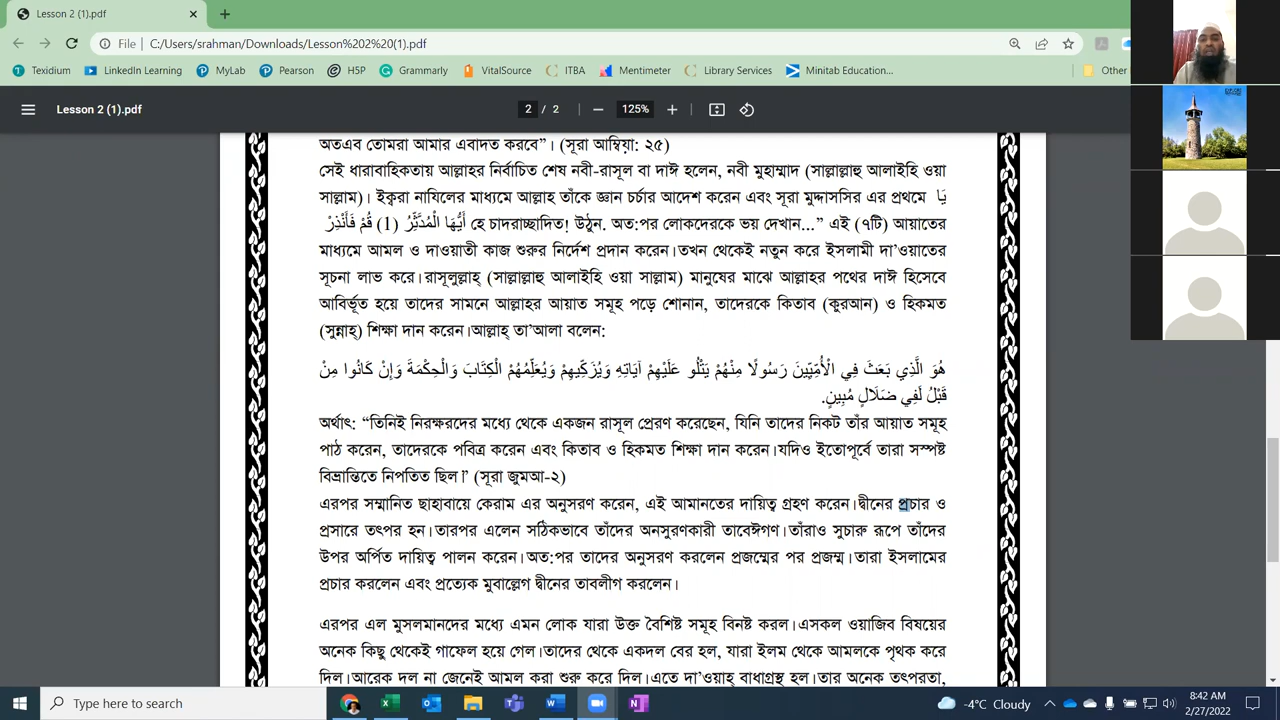 Lesson 2 (1).pdf
File C:/Users/srahman/Downloads/Lesson%202%20(1).pdf
Texidium LinkedIn Learning MyLab Pearson H5P Grammarly VitalSource ITBA Mentimeter Library Services Minitab Education... Other
Lesson 2 (1).pdf 2 / 2 125%
অতএব তোমরা আমার এবাদত করবে”। (সূরা আম্বিয়া: ২৫)
সেই ধারাবাহিকতায় আল্লাহর নির্বাচিত শেষ নবী-রাসূল বা দাঈ হলেন, নবী মুহাম্মাদ (সাল্লাল্লাহু আলাইহি ওয়া
সাল্লাম)। ইক্বরা নাযিলের মাধ্যমে আল্লাহ তাঁকে জ্ঞান চর্চার আদেশ করেন এবং সূরা মুদ্দাসসির এর প্রথমে يَا
أَيُّهَا الْمُدَّثِّرُ (1) قُمْ فَأَنْذِرْ হে চাদরাচ্ছাদিত! উঠুন. অত:পর লোকদেরকে ভয় দেখান...” এই (৭টি) আয়াতের
মাধ্যমে আমল ও দাওয়াতী কাজ শুরুর নির্দেশ প্রদান করেন।তখন থেকেই নতুন করে ইসলামী দা'ওয়াতের
সূচনা লাভ করে। রাসূলুল্লাহ (সাল্লাল্লাহু আলাইহি ওয়া সাল্লাম) মানুষের মাঝে আল্লাহর পথের দাঈ হিসেবে
আবির্ভূত হয়ে তাদের সামনে আল্লাহর আয়াত সমূহ পড়ে শোনান, তাদেরকে কিতাব (কুরআন) ও হিকমত
(সুন্নাহ্) শিক্ষা দান করেন।আল্লাহ্ তা'আলা বলেন:
هُوَ الَّذِي بَعَثَ فِي الْأُمِّيِّينَ رَسُولًا مِنْهُمْ يَتْلُو عَلَيْهِمْ آيَاتِهِ وَيُزَكِّيهِمْ وَيُعَلِّمُهُمُ الْكِتَابَ وَالْحِكْمَةَ وَإِنْ كَانُوا مِنْ
قَبْلُ لَفِي ضَلَالٍ مُبِينٍ.
অর্থাৎ: “তিনিই নিরক্ষরদের মধ্যে থেকে একজন রাসূল প্রেরণ করেছেন, যিনি তাদের নিকট তাঁর আয়াত সমূহ
পাঠ করেন, তাদেরকে পবিত্র করেন এবং কিতাব ও হিকমত শিক্ষা দান করেন।যদিও ইতোপূর্বে তারা সস্পষ্ট
বিভ্রান্তিতে নিপতিত ছিল।” (সূরা জুমআ-২)
এরপর সম্মানিত ছাহাবায়ে কেরাম এর অনুসরণ করেন, এই আমানতের দায়িত্ব গ্রহণ করেন।দ্বীনের প্রচার ও
প্রসারে তৎপর হন।তারপর এলেন সঠিকভাবে তাঁদের অনসুরণকারী তাবেঈগণ।তাঁরাও সুচারু রূপে তাঁদের
উপর অর্পিত দায়িত্ব পালন করেন।অত:পর তাদের অনুসরণ করলেন প্রজম্মের পর প্রজম্ম।তারা ইসলামের
প্রচার করলেন এবং প্রত্যেক মুবাল্লেগ দ্বীনের তাবলীগ করলেন।
এরপর এল মুসলমানদের মধ্যে এমন লোক যারা উক্ত বৈশিষ্ট সমূহ বিনষ্ট করল।এসকল ওয়াজিব বিষয়ের
অনেক কিছু থেকেই গাফেল হয়ে গেল।তাদের থেকে একদল বের হল, যারা ইলম থেকে আমলকে পৃথক করে
দিল।আরেক দল না জেনেই আমল করা শুরু করে দিল।এতে দা'ওয়াহ্ বাধাগ্রস্থ হল।তার অনেক তৎপরতা,
Type here to search
-4°C Cloudy
8:42 AM
2/27/2022